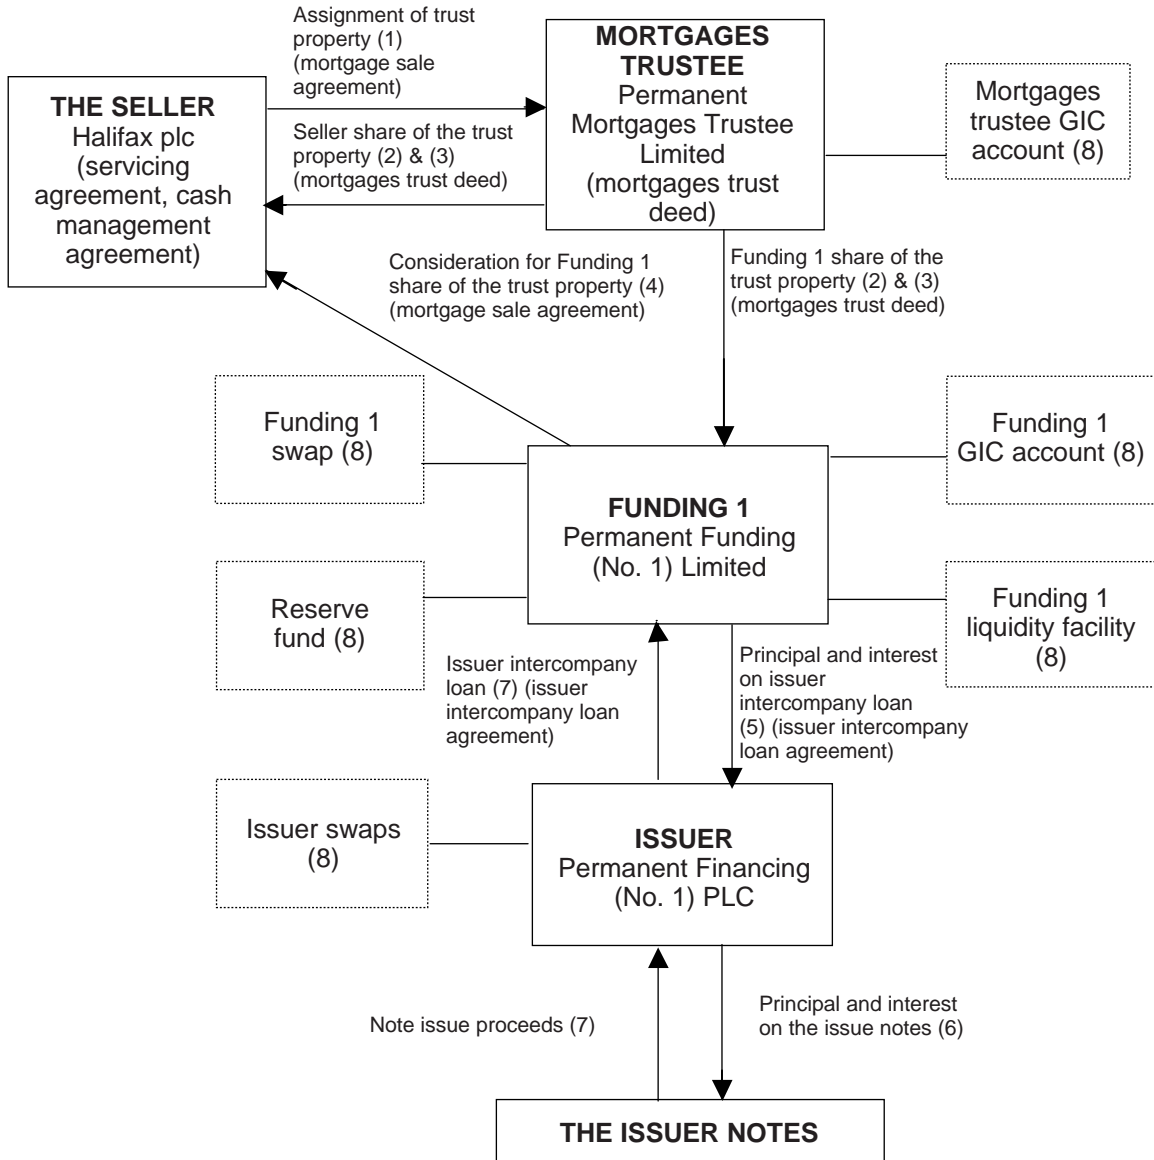 Assignment of trust
property (1)
(mortgage sale
agreement)
MORTGAGES
TRUSTEE
Permanent
Mortgages Trustee
Limited
(mortgages trust
deed)
Mortgages
trustee GIC
account (8)
THE SELLER
Halifax plc
(servicing
agreement, cash
management
agreement)
Seller share of the trust
property (2) & (3)
(mortgages trust deed)
Consideration for Funding 1
share of the trust property (4)
(mortgage sale agreement)
Funding 1 share of the
trust property (2) & (3)
(mortgages trust deed)
Funding 1
swap (8)
Funding 1
GIC account (8)
FUNDING 1
Permanent Funding
(No. 1) Limited
Reserve
fund (8)
Funding 1
liquidity facility
(8)
Issuer intercompany
loan (7) (issuer
intercompany loan
agreement)
Principal and interest
on issuer
intercompany loan
(5) (issuer intercompany
loan agreement)
Issuer swaps
(8)
ISSUER
Permanent Financing
(No. 1) PLC
Note issue proceeds (7)
Principal and interest
on the issue notes (6)
THE ISSUER NOTES